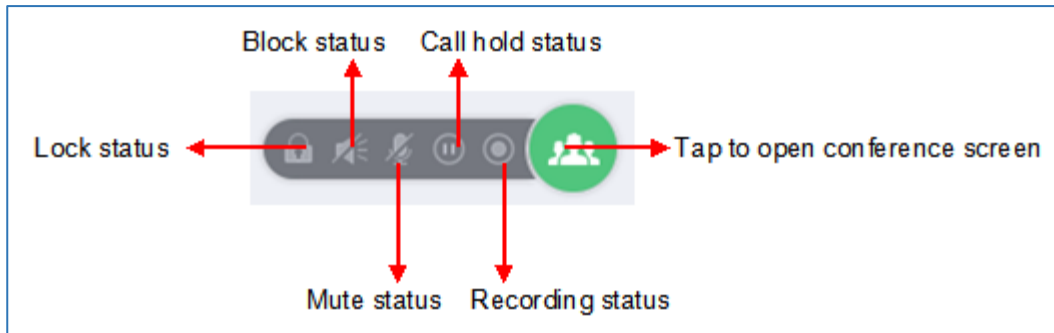 Block status
Call hold status
Lock status
Tap to open conference screen
Mute status
Recording status